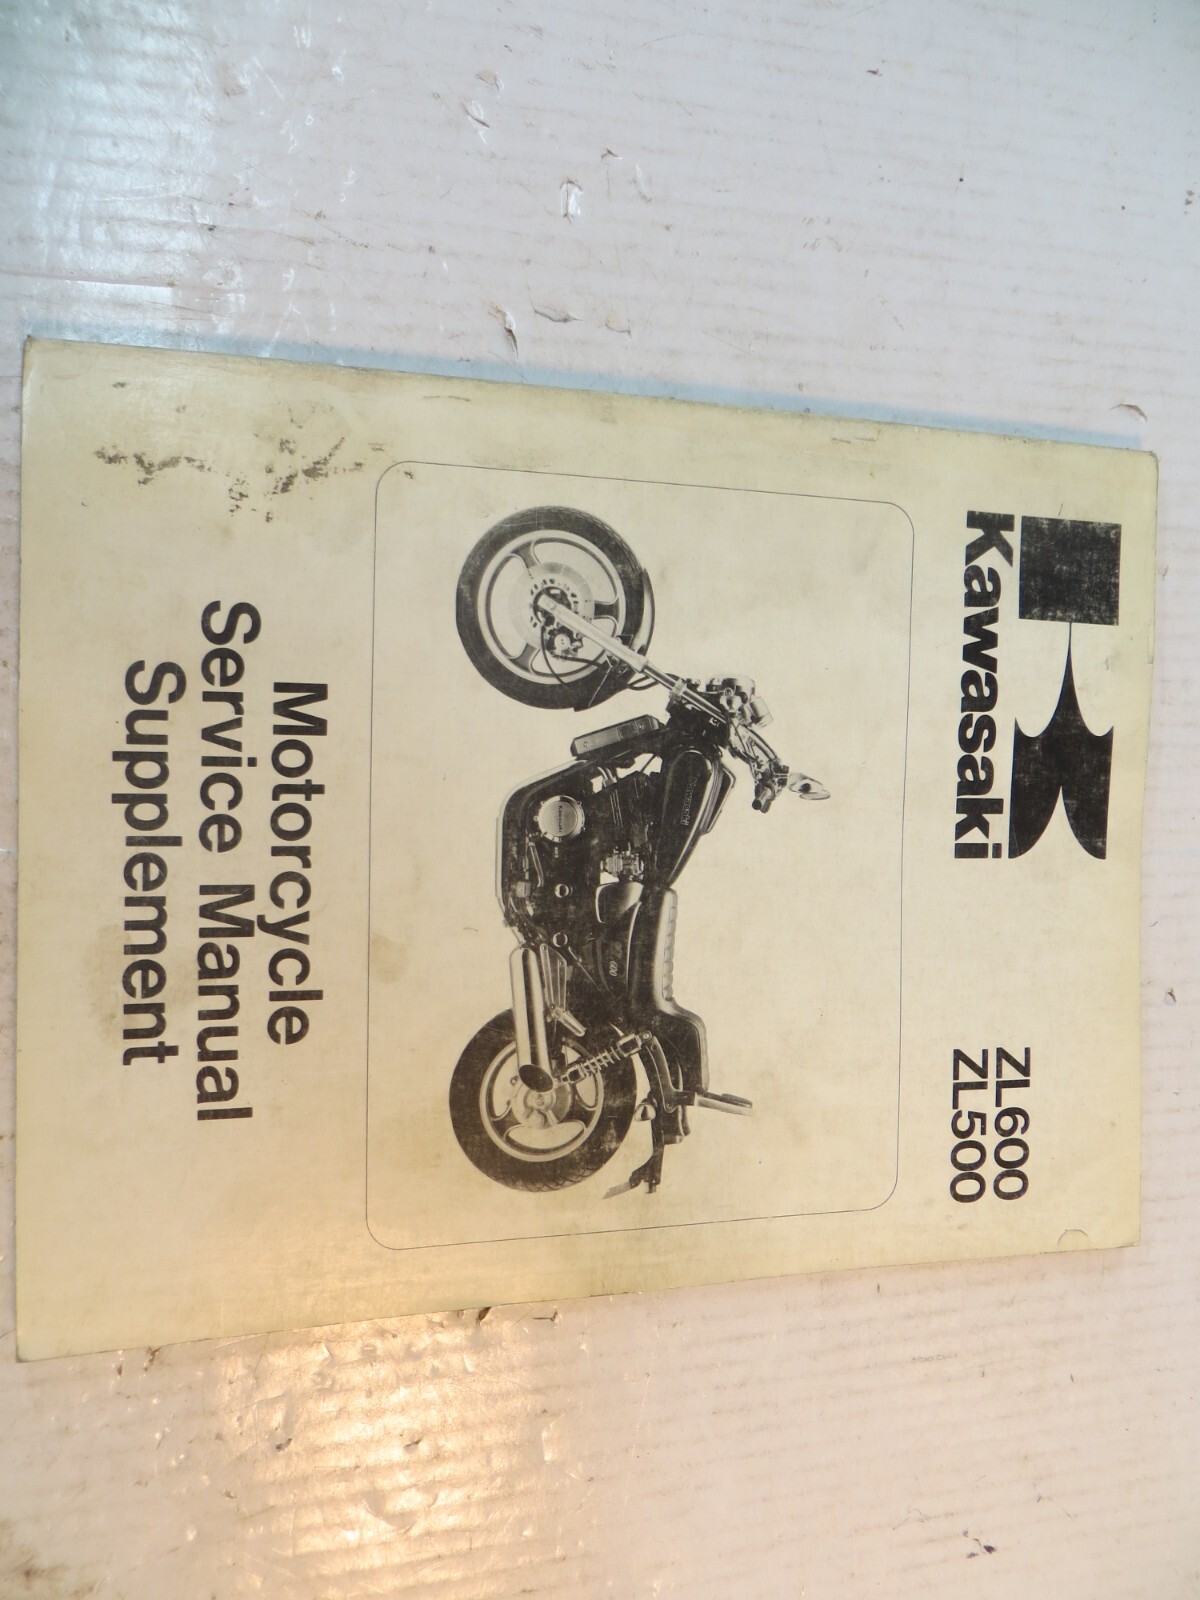 Kawasaki
ZL600
ZL500
Motorcycle
Service Manual
Supplement